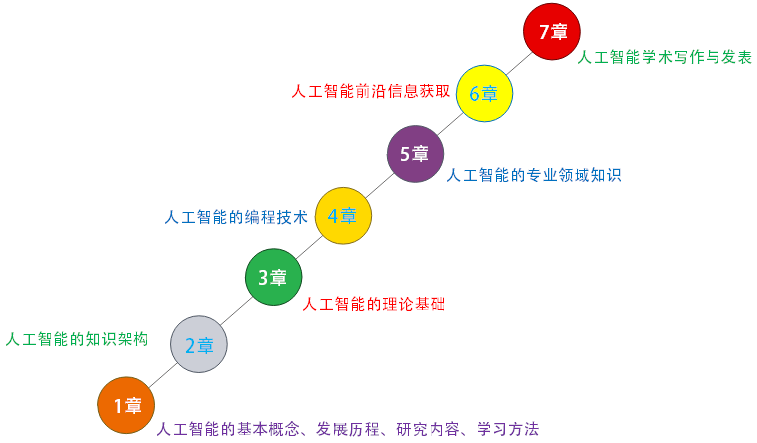 7章
人工智能学术写作与发表
人工智能前沿信息获取
6章
5章
人工智能的专业领域知识
人工智能的编程技术
4章
3章
人工智能的理论基础
人工智能的知识架构
2章
1章
人工智能的基本概念、发展历程、研究内容、学习方法